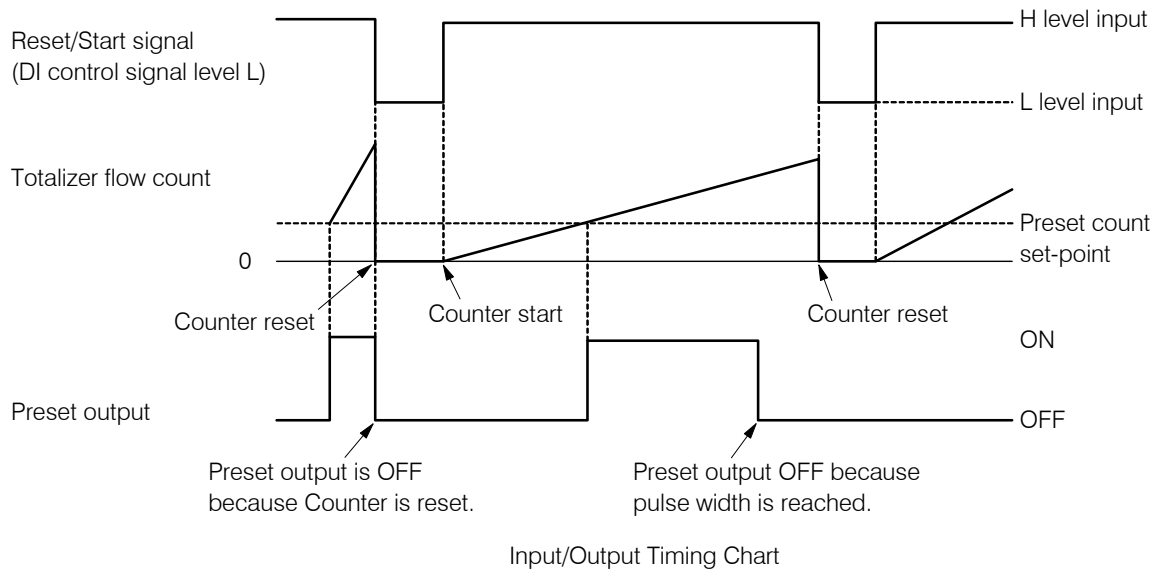 H level input
Reset/Start signal
(DI control signal level L)
L level input
Totalizer flow count
Preset count
set-point
0
Counter reset
Counter start
Counter reset
ON
Preset output
OFF
Preset output is OFF
because Counter is reset.
Preset output OFF because
pulse width is reached.
Input/Output Timing Chart